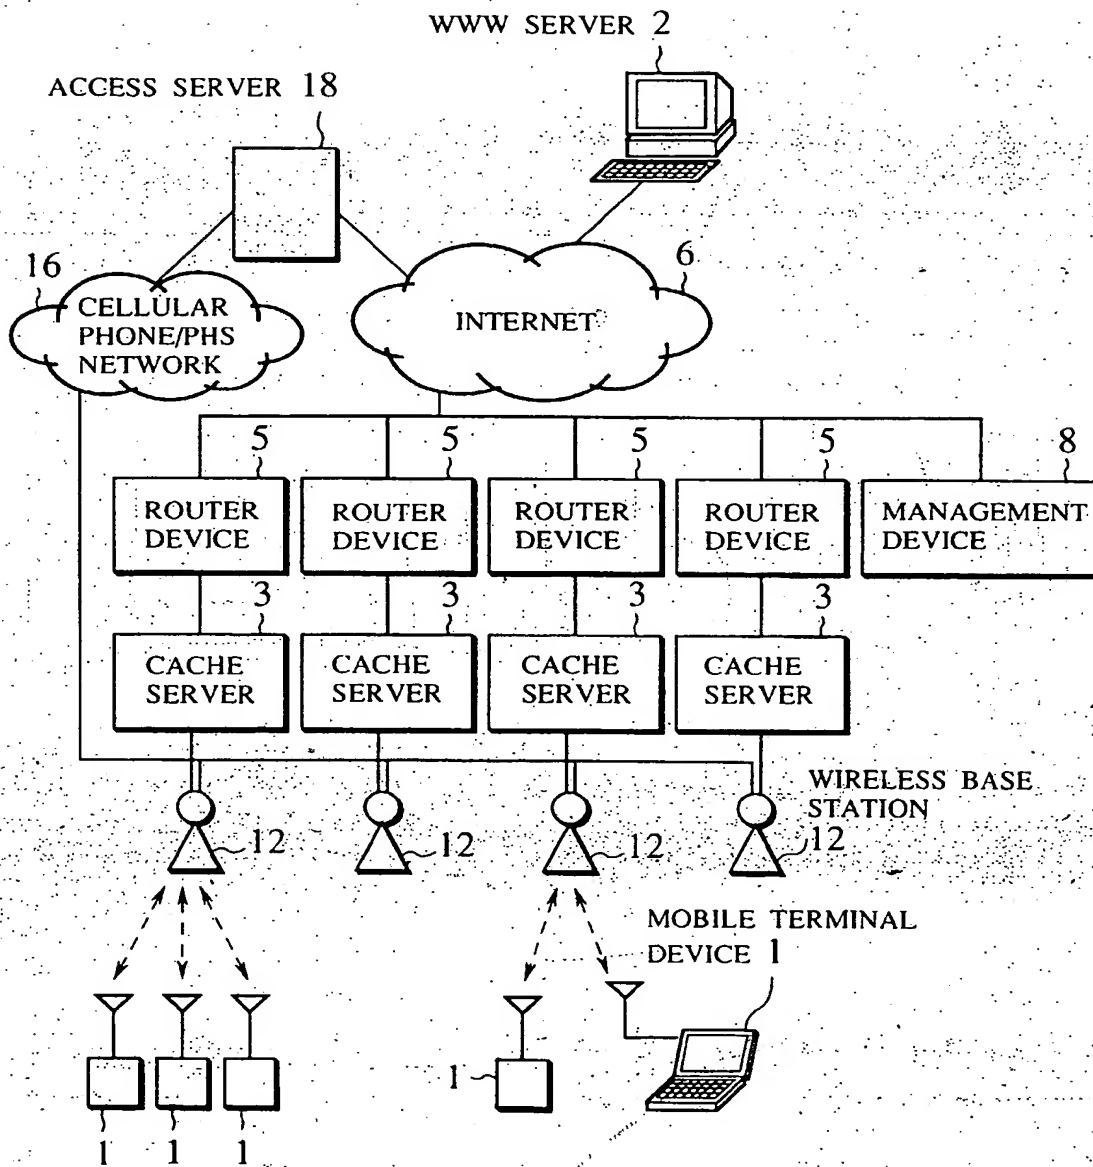 WWW SERVER 2
ACCESS SERVER 18
16
CELLULAR
PHONE/PHS
NETWORK
INTERNET
6
5
5
5
5
8
ROUTER
DEVICE
ROUTER
DEVICE
ROUTER
DEVICE
ROUTER
DEVICE
MANAGEMENT
DEVICE
3
3
3
3
CACHE
SERVER
CACHE
SERVER
CACHE
SERVER
CACHE
SERVER
WIRELESS BASE
STATION
12
12
12
12
MOBILE TERMINAL
DEVICE 1
1
1
1
1